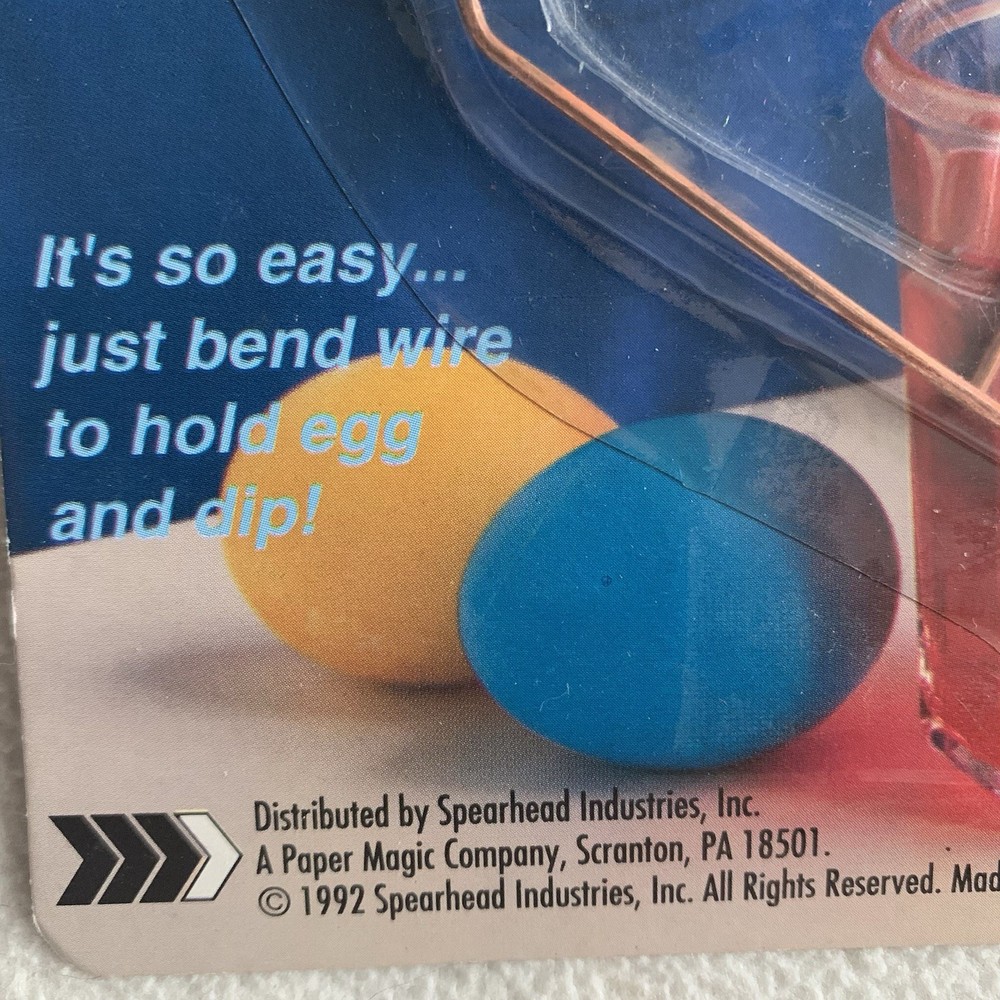 It's so easy...
just bend wire
to hold egg
and dip!
Distributed by Spearhead Industries, Inc.
A Paper Magic Company, Scranton, PA 18501.
© 1992 Spearhead Industries, Inc. All Rights Reserved. Mad